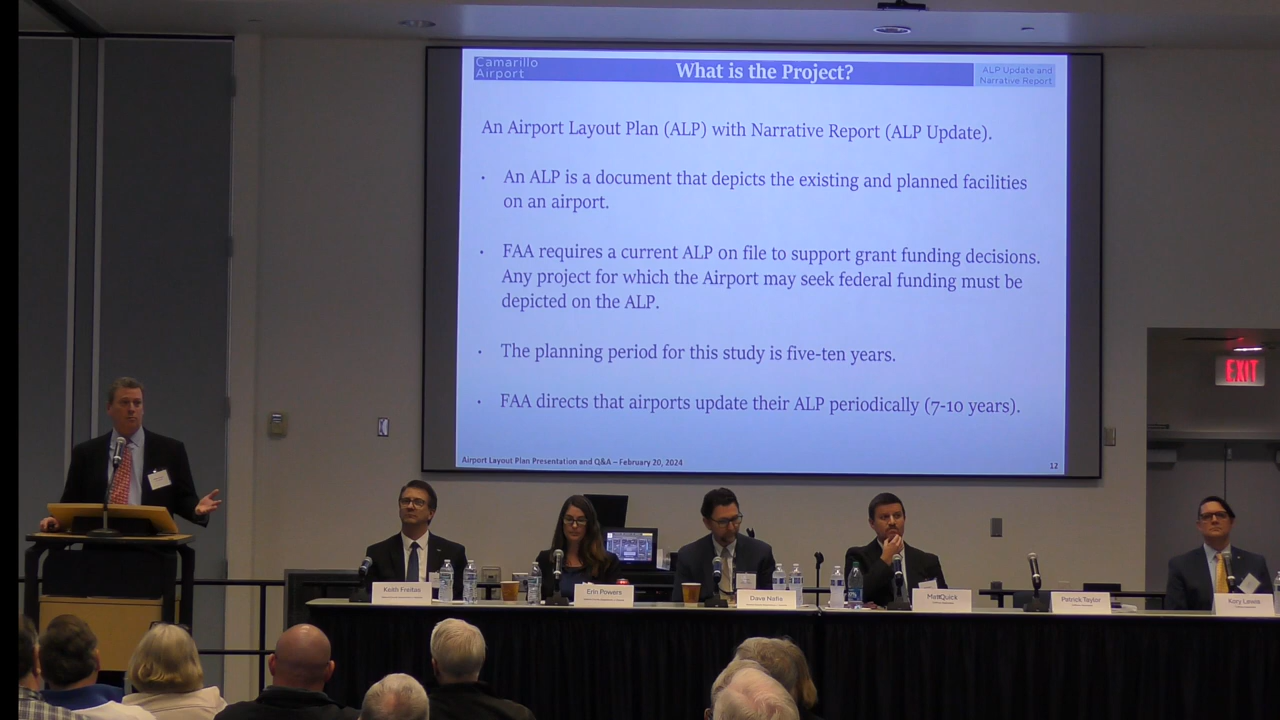 Camarillo
Airport
What is the Project?
ALP Update and
Narrative Report
An Airport Layout Plan (ALP) with Narrative Report (ALP Update).
· An ALP is a document that depicts the existing and planned facilities
on an airport.
· FAA requires a current ALP on file to support grant funding decisions.
Any project for which the Airport may seek federal funding must be
depicted on the ALP.
· The planning period for this study is five-ten years.
· FAA directs that airports update their ALP periodically (7-10 years).
Airport Layout Plan Presentation and Q&A – February 20, 2024
12
EXIT
Keith Freitas
Erin Powers
Dave Nafie
Matt Quick
Patrick Taylor
Kory Lewis